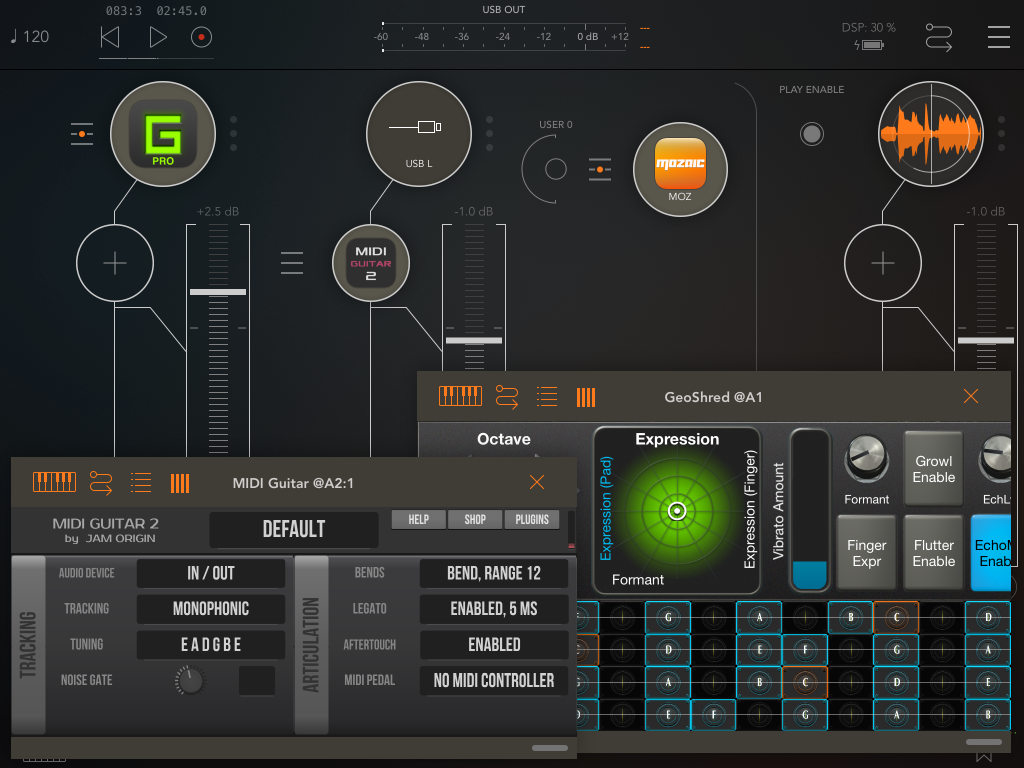 USB OUT
083:3 02:45.0
♩ 120
-60 -48 -36 -24 -12 0 dB +12
DSP: 30 %
PLAY ENABLE
G
PRO
USB L
USER 0
mozaic
MOZ
+2.5 dB
-1.0 dB
-1.0 dB
MIDI
GUITAR
2
GeoShred @A1
Octave
Expression
Expression (Pad)
Expression (Finger)
Formant
Vibrato Amount
Formant
Growl
Enable
EchL
Finger
Expr
Flutter
Enable
EchoM
Enab
G A B C D
D E F G A
A B C D E
E F G A B
MIDI Guitar @A2:1
MIDI GUITAR 2
by JAM ORIGIN
DEFAULT
HELP SHOP PLUGINS
TRACKING
AUDIO DEVICE IN / OUT
TRACKING MONOPHONIC
TUNING E A D G B E
NOISE GATE
ARTICULATION
BENDS BEND, RANGE 12
LEGATO ENABLED, 5 MS
AFTERTOUCH ENABLED
MIDI PEDAL NO MIDI CONTROLLER